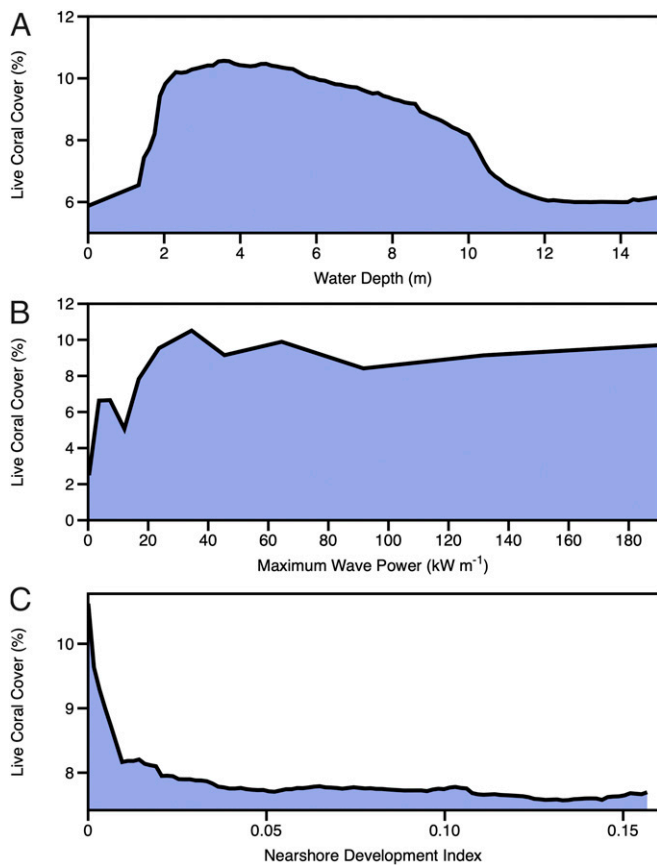 A
Live Coral Cover (%)
12
10
8
6
0 2 4 6 8 10 12 14
Water Depth (m)
B
Live Coral Cover (%)
12
10
8
6
4
2
0
0 20 40 60 80 100 120 140 160 180
Maximum Wave Power (kW m⁻¹)
C
Live Coral Cover (%)
10
9
8
0 0.05 0.10 0.15
Nearshore Development Index